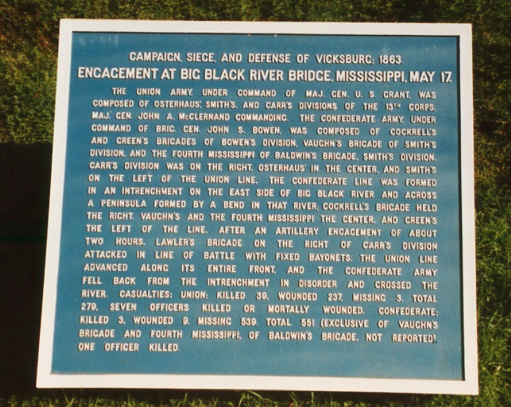 CAMPAIGN, SIEGE, AND DEFENSE OF VICKSBURG; 1863.
ENGAGEMENT AT BIG BLACK RIVER BRIDGE, MISSISSIPPI, MAY 17.
THE UNION ARMY, UNDER COMMAND OF MAJ. GEN. U. S. GRANT, WAS
COMPOSED OF OSTERHAUS', SMITH'S, AND CARR'S DIVISIONS OF THE 13TH CORPS,
MAJ. GEN. JOHN A. McCLERNAND COMMANDING. THE CONFEDERATE ARMY, UNDER
COMMAND OF BRIG. GEN. JOHN S. BOWEN, WAS COMPOSED OF COCKRELL'S
AND GREEN'S BRIGADES OF BOWEN'S DIVISION, VAUGHN'S BRIGADE OF SMITH'S
DIVISION, AND THE FOURTH MISSISSIPPI OF BALDWIN'S BRIGADE, SMITH'S DIVISION.
CARR'S DIVISION WAS ON THE RIGHT, OSTERHAUS' IN THE CENTER, AND SMITH'S
ON THE LEFT OF THE UNION LINE. THE CONFEDERATE LINE WAS FORMED
IN AN INTRENCHMENT ON THE EAST SIDE OF BIG BLACK RIVER AND ACROSS
A PENINSULA FORMED BY A BEND IN THAT RIVER; COCKRELL'S BRIGADE HELD
THE RIGHT, VAUGHN'S AND THE FOURTH MISSISSIPPI THE CENTER, AND GREEN'S
THE LEFT OF THE LINE. AFTER AN ARTILLERY ENGAGEMENT OF ABOUT
TWO HOURS, LAWLER'S BRIGADE ON THE RIGHT OF CARR'S DIVISION
ATTACKED IN LINE OF BATTLE WITH FIXED BAYONETS. THE UNION LINE
ADVANCED ALONG ITS ENTIRE FRONT, AND THE CONFEDERATE ARMY
FELL BACK FROM THE INTRENCHMENT IN DISORDER AND CROSSED THE
RIVER. CASUALTIES: UNION; KILLED 39, WOUNDED 237, MISSING 3, TOTAL
279, SEVEN OFFICERS KILLED OR MORTALLY WOUNDED. CONFEDERATE;
KILLED 3, WOUNDED 9, MISSING 539, TOTAL 551 (EXCLUSIVE OF VAUGHN'S
BRIGADE AND FOURTH MISSISSIPPI, OF BALDWIN'S BRIGADE, NOT REPORTED),
ONE OFFICER KILLED.